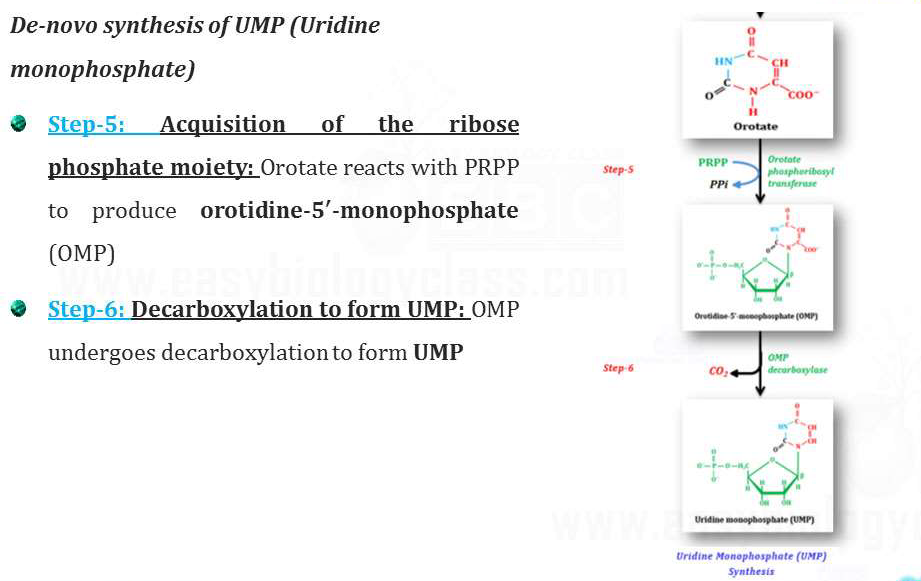 De-novo synthesis of UMP (Uridine
monophosphate)
Step-5: Acquisition of the ribose
phosphate moiety: Orotate reacts with PRPP
to produce orotidine-5′-monophosphate
(OMP)
Step-6: Decarboxylation to form UMP: OMP
undergoes decarboxylation to form UMP
O
C
HN
CH
C
C
O
N
COO⁻
H
Orotate
Step-5
PRPP
PPi
Orotate
phosphoribosyl
transferase
Orotidine-5'-monophosphate (OMP)
Step-6
CO₂
OMP
decarboxylase
Uridine monophosphate (UMP)
Uridine Monophosphate (UMP)
Synthesis
www.easybiologyclass.com